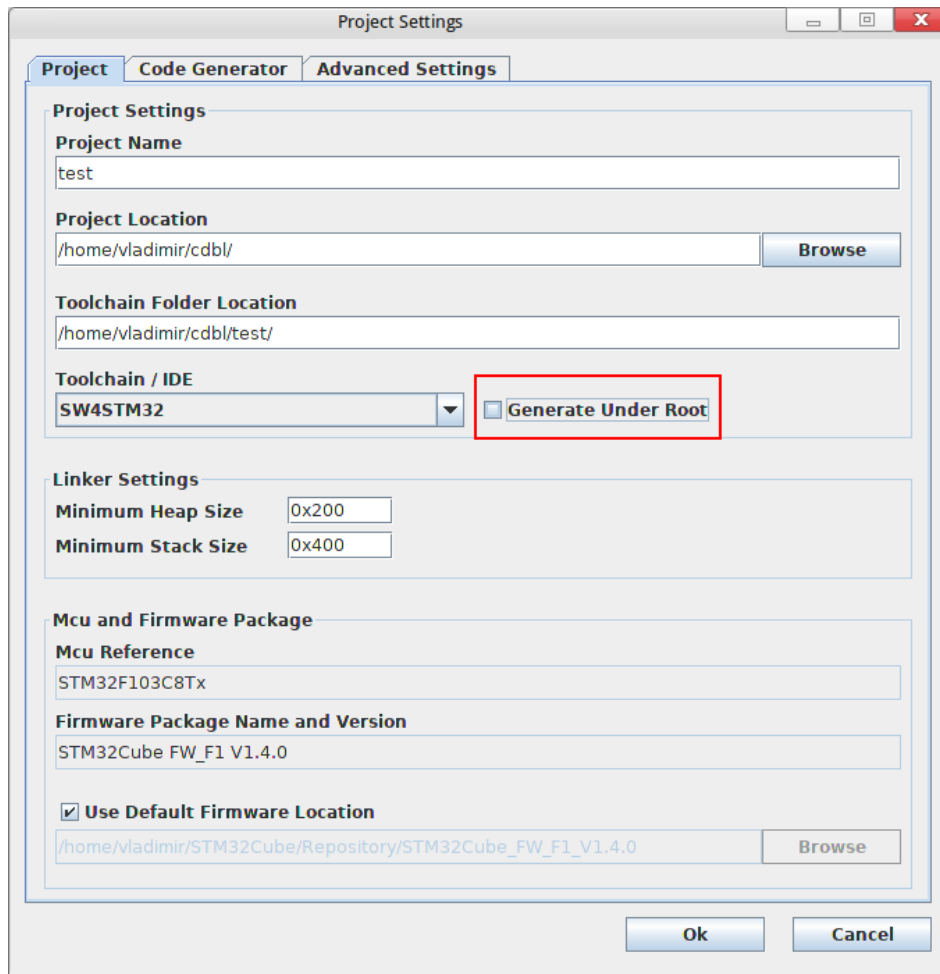 Project Settings
Project
Code Generator
Advanced Settings
Project Settings
Project Name
test
Project Location
/home/vladimir/cdbl/
Browse
Toolchain Folder Location
/home/vladimir/cdbl/test/
Toolchain / IDE
SW4STM32
Generate Under Root
Linker Settings
Minimum Heap Size
0x200
Minimum Stack Size
0x400
Mcu and Firmware Package
Mcu Reference
STM32F103C8Tx
Firmware Package Name and Version
STM32Cube FW_F1 V1.4.0
Use Default Firmware Location
/home/vladimir/STM32Cube/Repository/STM32Cube_FW_F1_V1.4.0
Browse
Ok
Cancel